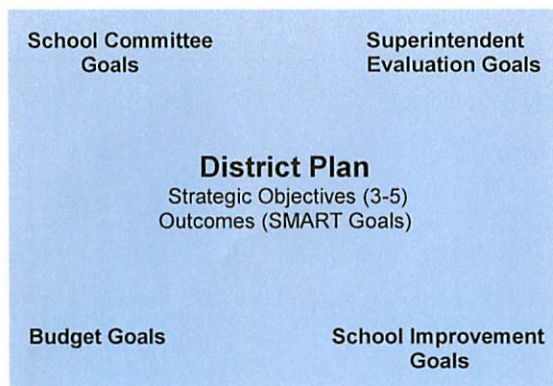 School Committee
Goals
Superintendent
Evaluation Goals
District Plan
Strategic Objectives (3-5)
Outcomes (SMART Goals)
Budget Goals
School Improvement
Goals